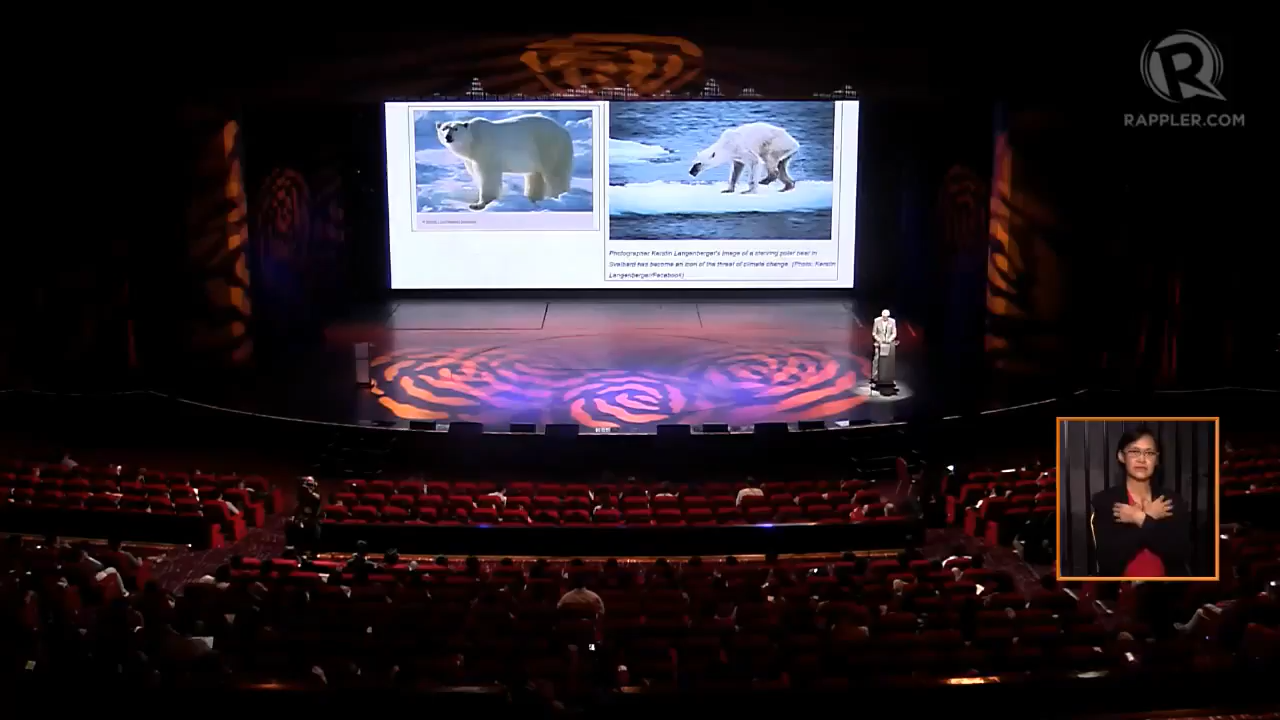 RAPPLER.COM
Photographer Kerstin Langenberger's image of a starving polar bear in
Svalbard has become an icon of the threat of climate change. (Photo: Kerstin
Langenberger/Facebook)